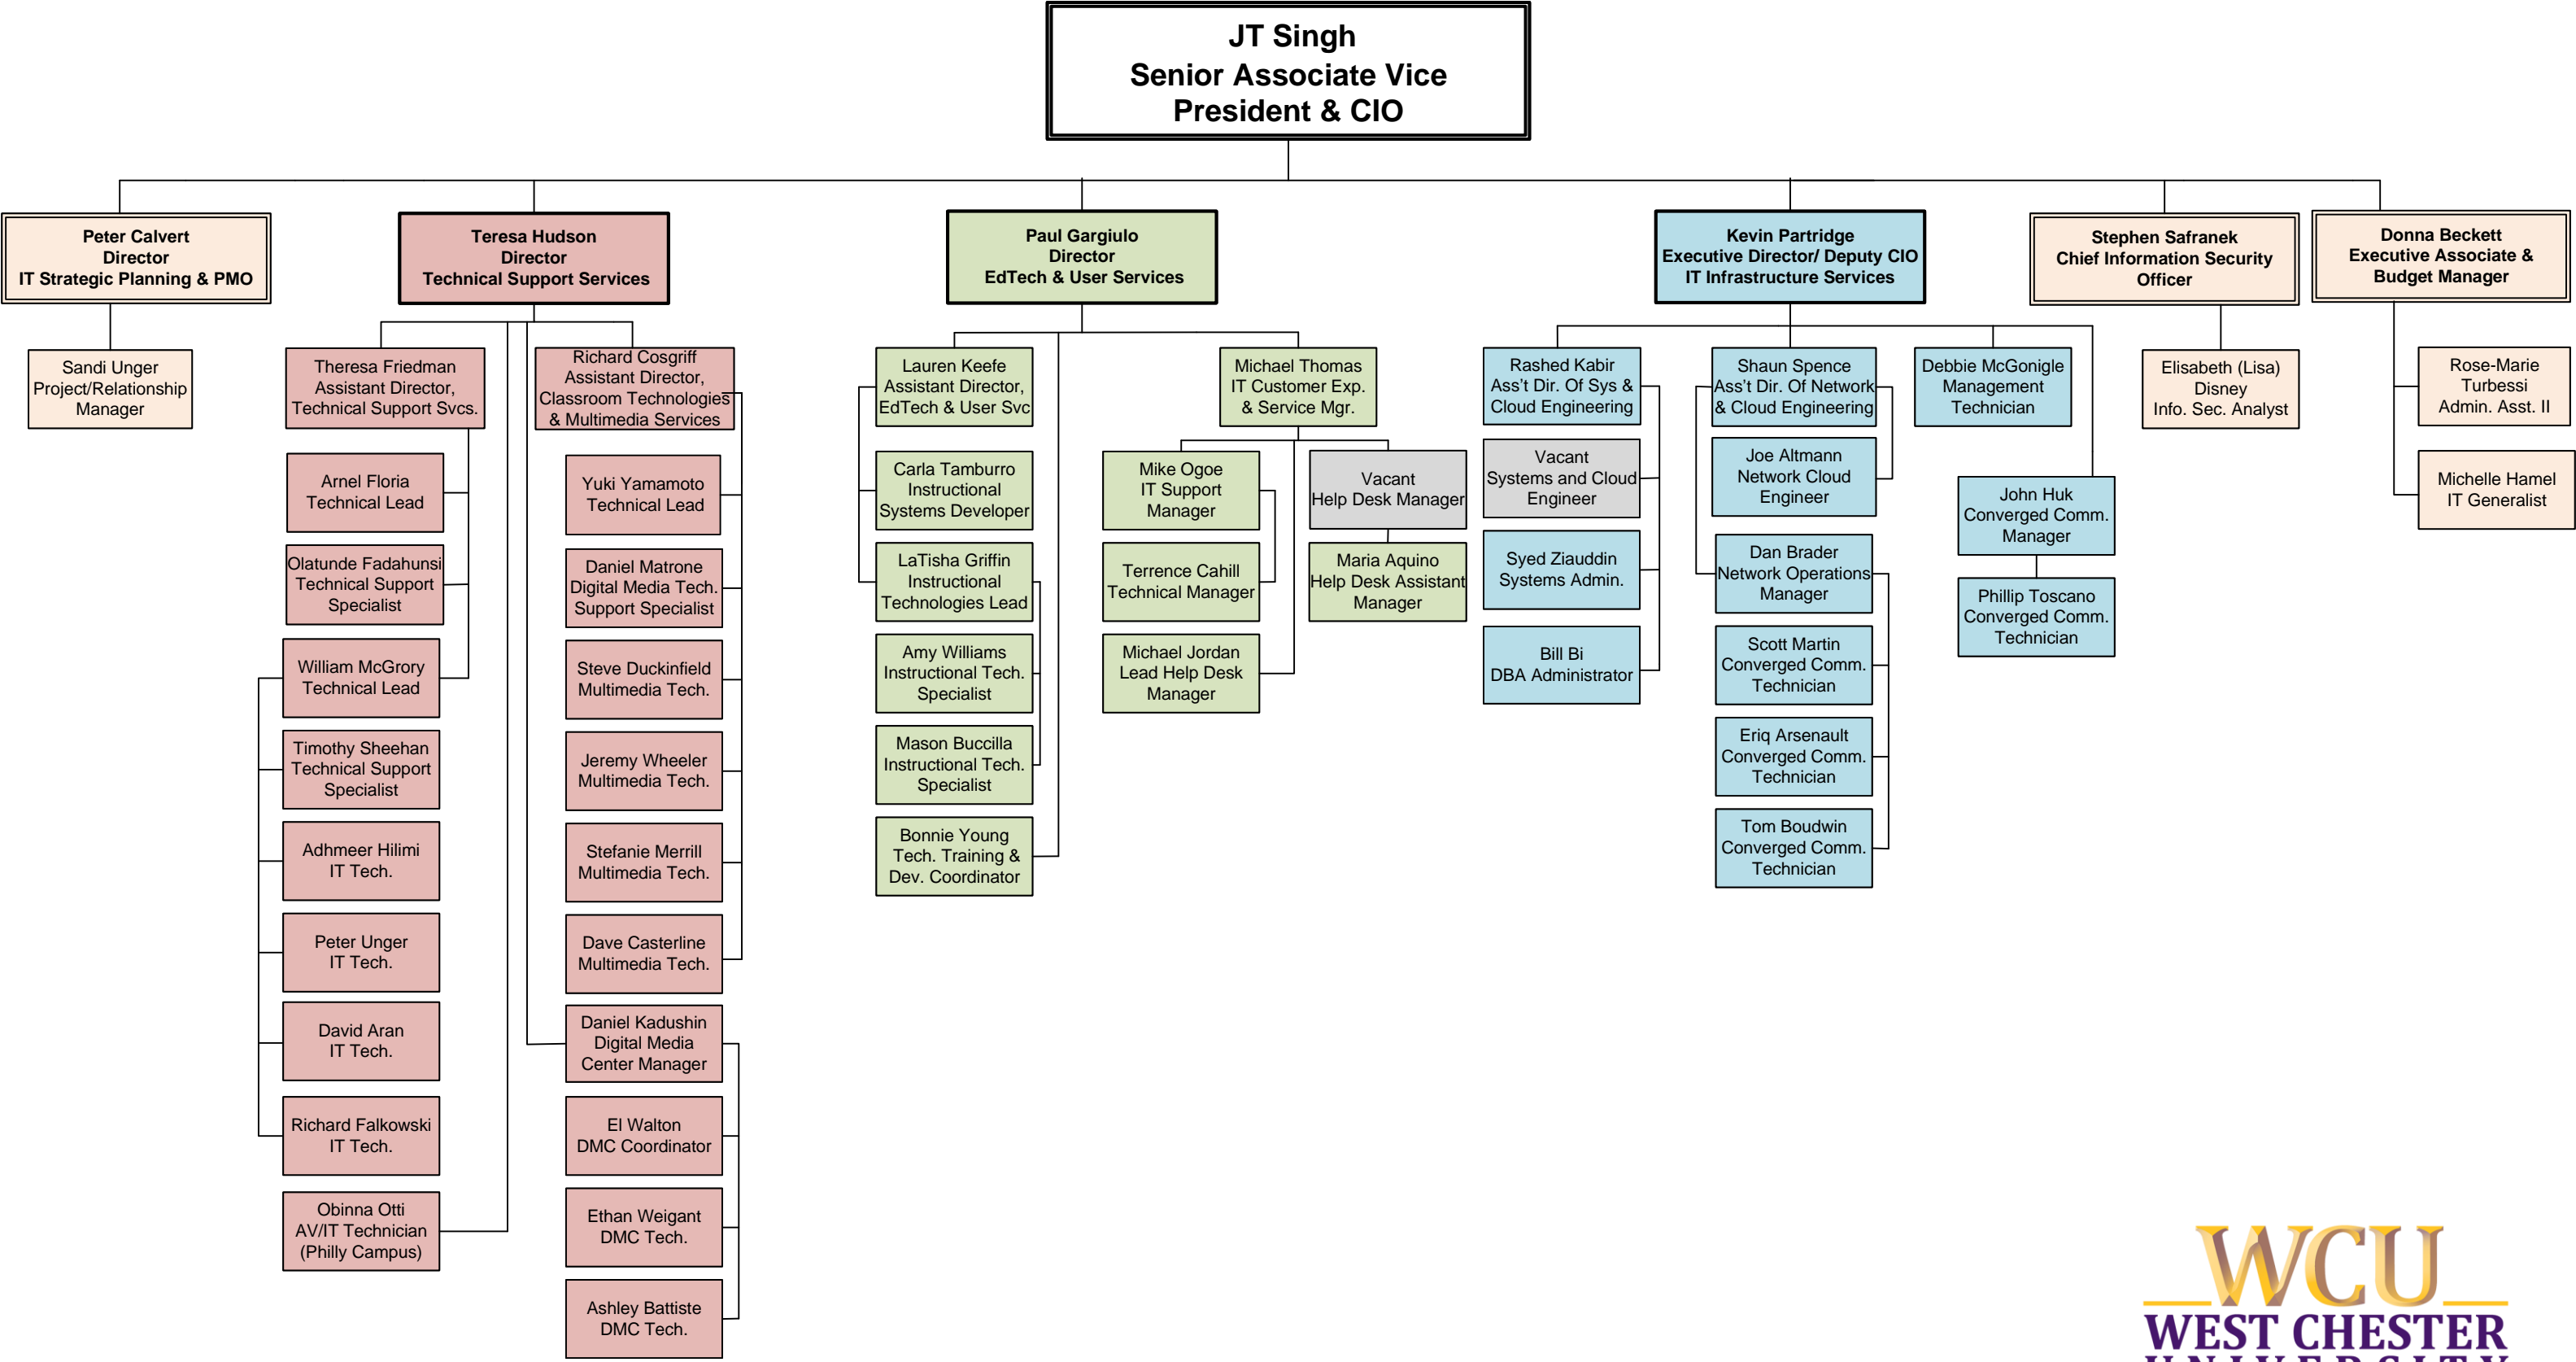 JT Singh
Senior Associate Vice
President & CIO
Peter Calvert
Director
IT Strategic Planning & PMO
Sandi Unger
Project/Relationship
Manager
Teresa Hudson
Director
Technical Support Services
Theresa Friedman
Assistant Director,
Technical Support Svcs.
Arnel Floria
Technical Lead
Olatunde Fadahunsi
Technical Support
Specialist
William McGrory
Technical Lead
Timothy Sheehan
Technical Support
Specialist
Adhmeer Hilimi
IT Tech.
Peter Unger
IT Tech.
David Aran
IT Tech.
Richard Falkowski
IT Tech.
Obinna Otti
AV/IT Technician
(Philly Campus)
Richard Cosgriff
Assistant Director,
Classroom Technologies
& Multimedia Services
Yuki Yamamoto
Technical Lead
Daniel Matrone
Digital Media Tech.
Support Specialist
Steve Duckinfield
Multimedia Tech.
Jeremy Wheeler
Multimedia Tech.
Stefanie Merrill
Multimedia Tech.
Dave Casterline
Multimedia Tech.
Daniel Kadushin
Digital Media
Center Manager
El Walton
DMC Coordinator
Ethan Weigant
DMC Tech.
Ashley Battiste
DMC Tech.
Paul Gargiulo
Director
EdTech & User Services
Lauren Keefe
Assistant Director,
EdTech & User Svc
Carla Tamburro
Instructional
Systems Developer
LaTisha Griffin
Instructional
Technologies Lead
Amy Williams
Instructional Tech.
Specialist
Mason Buccilla
Instructional Tech.
Specialist
Bonnie Young
Tech. Training &
Dev. Coordinator
Michael Thomas
IT Customer Exp.
& Service Mgr.
Mike Ogoe
IT Support
Manager
Terrence Cahill
Technical Manager
Michael Jordan
Lead Help Desk
Manager
Vacant
Help Desk Manager
Maria Aquino
Help Desk Assistant
Manager
Kevin Partridge
Executive Director/ Deputy CIO
IT Infrastructure Services
Rashed Kabir
Ass't Dir. Of Sys &
Cloud Engineering
Vacant
Systems and Cloud
Engineer
Syed Ziauddin
Systems Admin.
Bill Bi
DBA Administrator
Shaun Spence
Ass't Dir. Of Network
& Cloud Engineering
Joe Altmann
Network Cloud
Engineer
Dan Brader
Network Operations
Manager
Scott Martin
Converged Comm.
Technician
Eriq Arsenault
Converged Comm.
Technician
Tom Boudwin
Converged Comm.
Technician
Debbie McGonigle
Management
Technician
John Huk
Converged Comm.
Manager
Phillip Toscano
Converged Comm.
Technician
Stephen Safranek
Chief Information Security
Officer
Elisabeth (Lisa)
Disney
Info. Sec. Analyst
Donna Beckett
Executive Associate &
Budget Manager
Rose-Marie
Turbessi
Admin. Asst. II
Michelle Hamel
IT Generalist
WCU
WEST CHESTER
UNIVERSITY